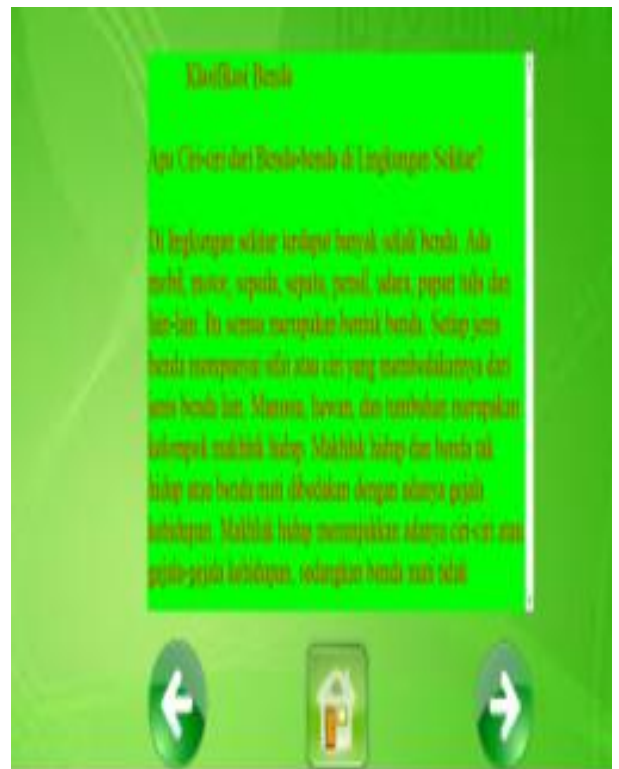 Klasifikasi Benda
Apa Ciri-ciri dari Benda-benda di Lingkungan Sekitar?
Di lingkungan sekitar terdapat banyak sekali benda. Ada
mobil, motor, sepeda, sepatu, pensil, udara, papan tulis dan
lain-lain. Itu semua merupakan bentuk benda. Setiap jenis
benda mempunyai sifat atau ciri yang membedakannya dari
jenis benda lain. Manusia, hewan, dan tumbuhan merupakan
kelompok makhluk hidup. Makhluk hidup dan benda tak
hidup atau benda mati dibedakan dengan adanya gejala
kehidupan. Makhluk hidup menunjukkan adanya ciri-ciri atau
gejala-gejala kehidupan, sedangkan benda mati tidak